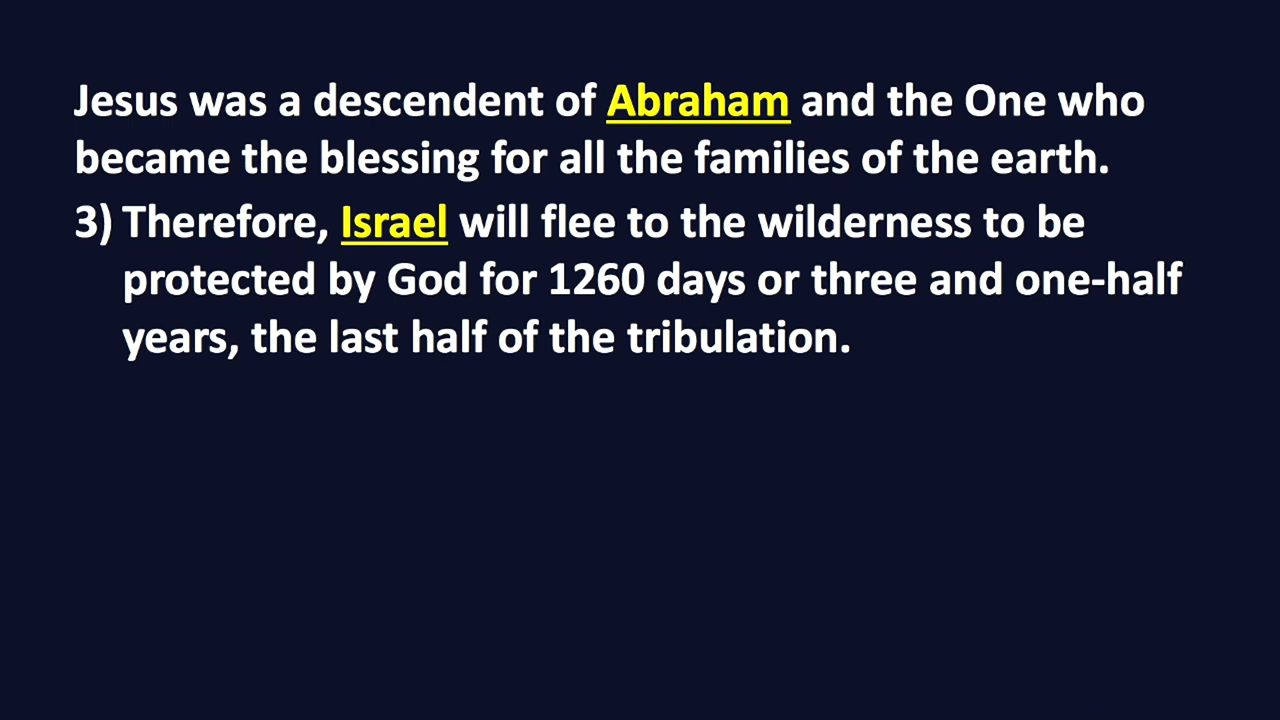 Jesus was a descendent of Abraham and the One who
became the blessing for all the families of the earth.
3) Therefore, Israel will flee to the wilderness to be
protected by God for 1260 days or three and one-half
years, the last half of the tribulation.